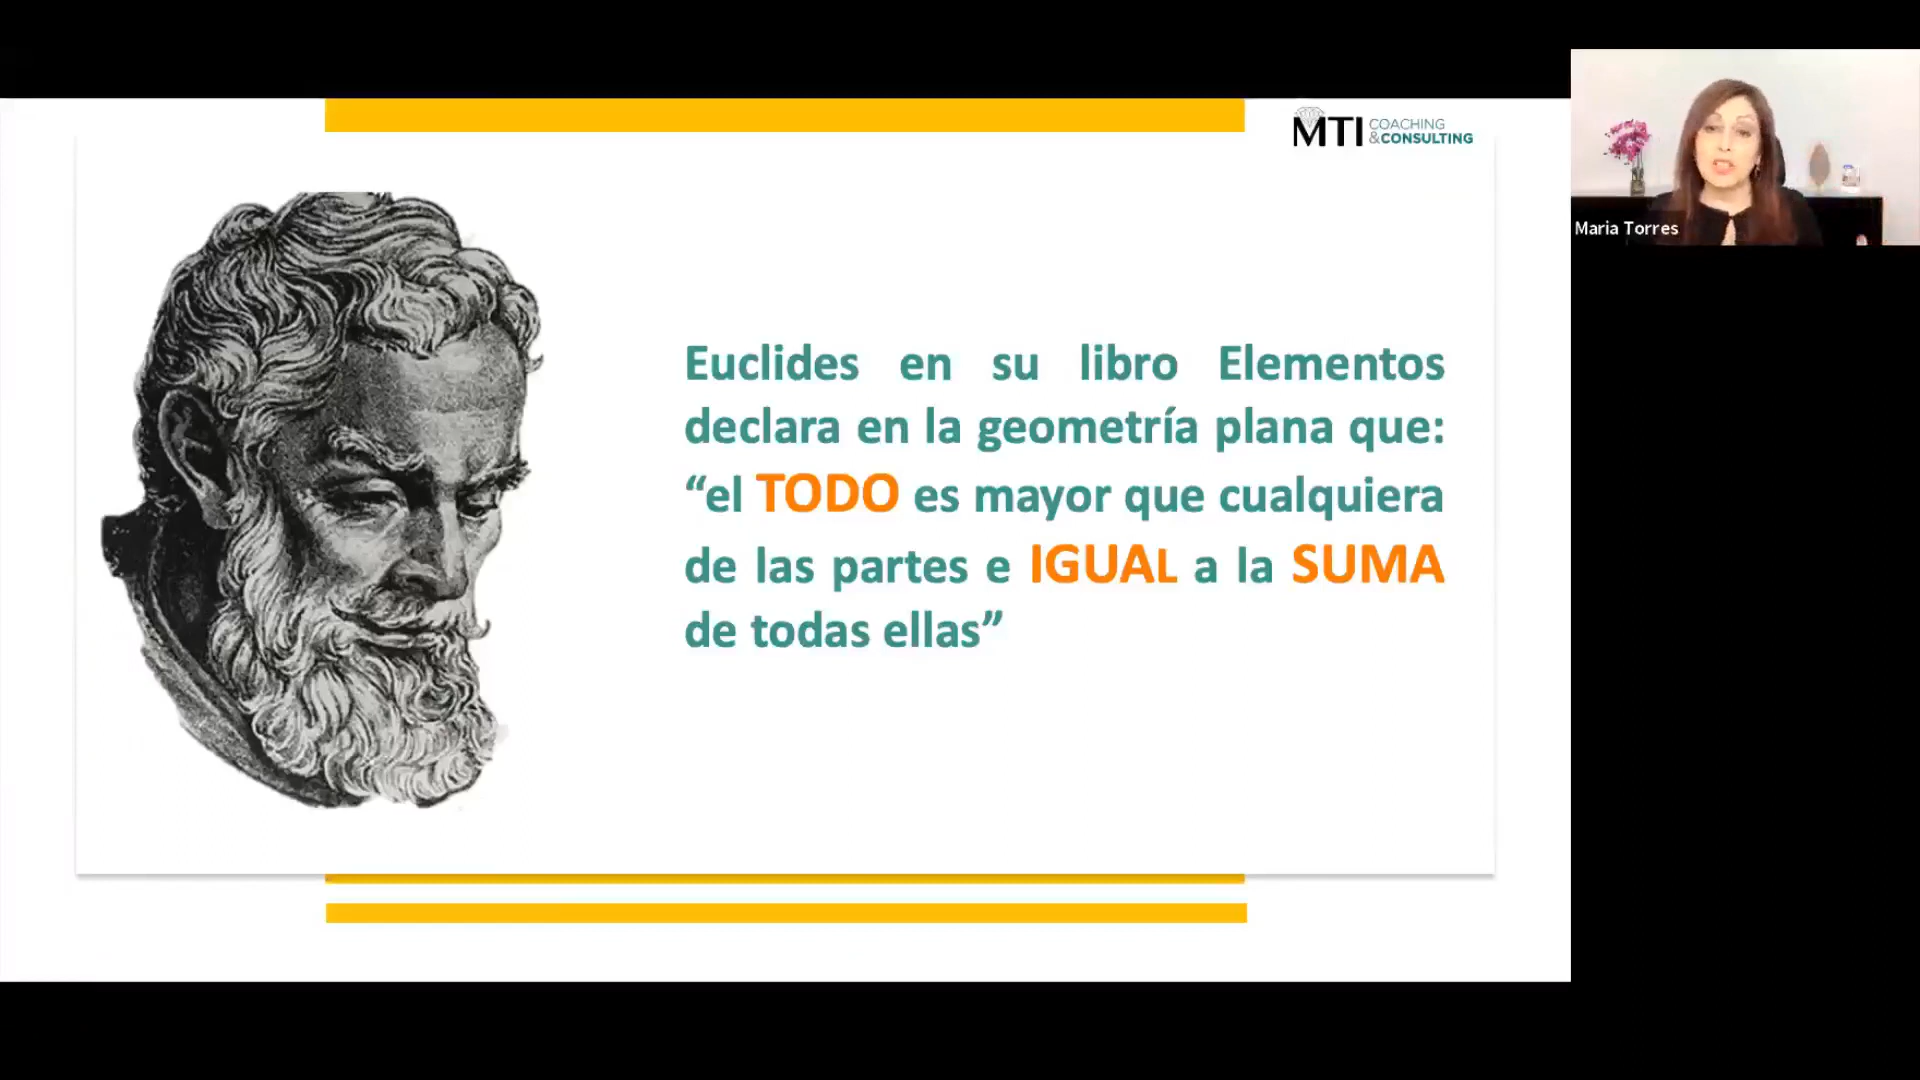 MTI COACHING
&CONSULTING
Maria Torres
Euclides en su libro Elementos
declara en la geometría plana que:
“el TODO es mayor que cualquiera
de las partes e IGUAL a la SUMA
de todas ellas”